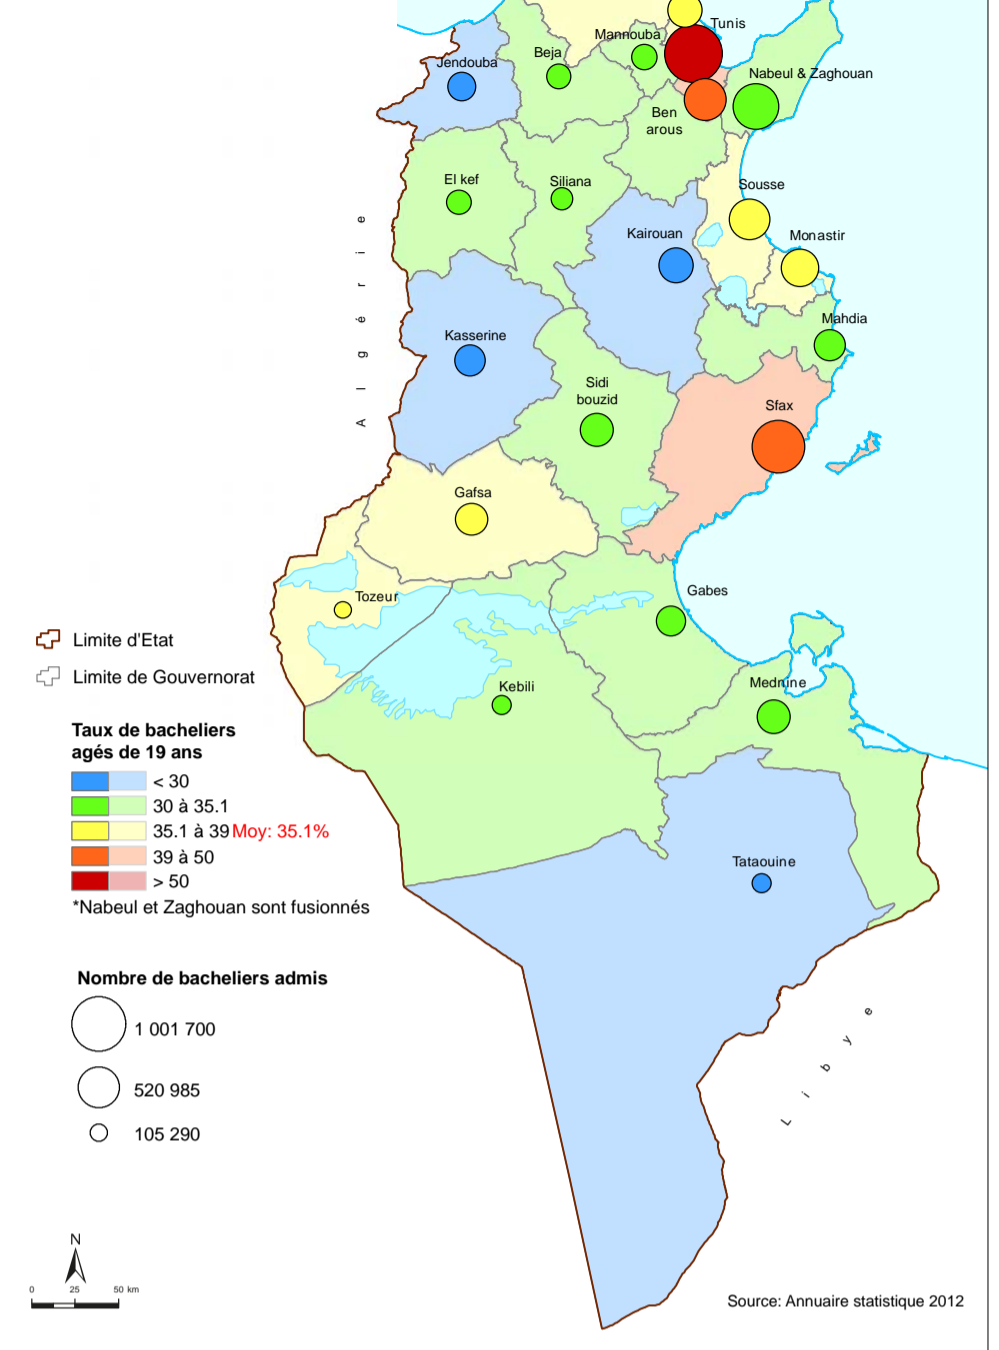 Tunis
Mannouba
Beja
Jendouba
Nabeul & Zaghouan
Ben
arous
El kef
Siliana
Sousse
Kairouan
Monastir
Mahdia
Kasserine
Sidi
bouzid
Sfax
Gafsa
Tozeur
Gabes
Kebili
Mednine
Tataouine
Algérie
Libye
Limite d'Etat
Limite de Gouvernorat
Taux de bacheliers
agés de 19 ans
< 30
30 à 35.1
35.1 à 39 Moy: 35.1%
39 à 50
> 50
*Nabeul et Zaghouan sont fusionnés
Nombre de bacheliers admis
1 001 700
520 985
105 290
N
0 25 50 km
Source: Annuaire statistique 2012